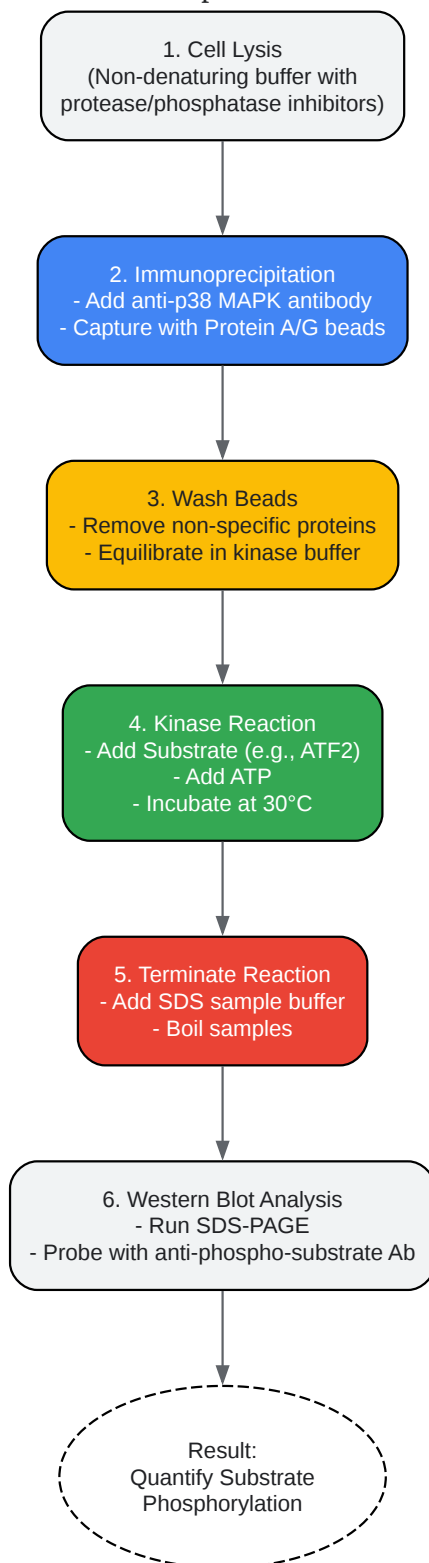 1. Cell Lysis
(Non-denaturing buffer with
protease/phosphatase inhibitors)
2. Immunoprecipitation
- Add anti-p38 MAPK antibody
- Capture with Protein A/G beads
3. Wash Beads
- Remove non-specific proteins
- Equilibrate in kinase buffer
4. Kinase Reaction
- Add Substrate (e.g., ATF2)
- Add ATP
- Incubate at 30°C
5. Terminate Reaction
- Add SDS sample buffer
- Boil samples
6. Western Blot Analysis
- Run SDS-PAGE
- Probe with anti-phospho-substrate Ab
Result:
Quantify Substrate
Phosphorylation